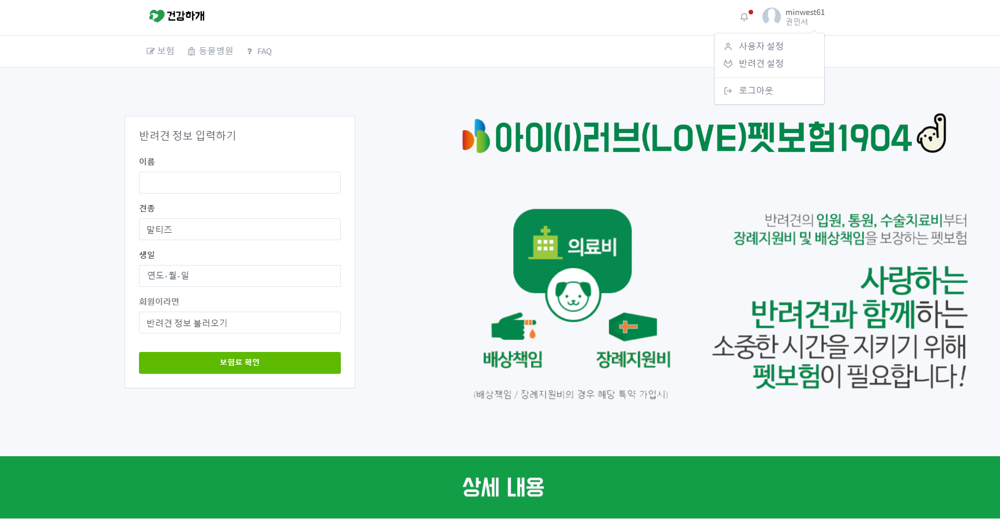 건강하개
minwest61
권민서
보험
동물병원
? FAQ
사용자 설정
반려견 설정
로그아웃
반려견 정보 입력하기
이름
견종
말티즈
생일
연도-월-일
회원이라면
반려견 정보 불러오기
보험료 확인
아이(I)러브(LOVE)펫보험1904
의료비
배상책임
장례지원비
(배상책임 / 장례지원비의 경우 해당 특약 가입시)
반려견의 입원, 통원, 수술치료비부터
장례지원비 및 배상책임을 보장하는 펫보험
사랑하는
반려견과 함께하는
소중한 시간을 지키기 위해
펫보험이 필요합니다!
상세 내용